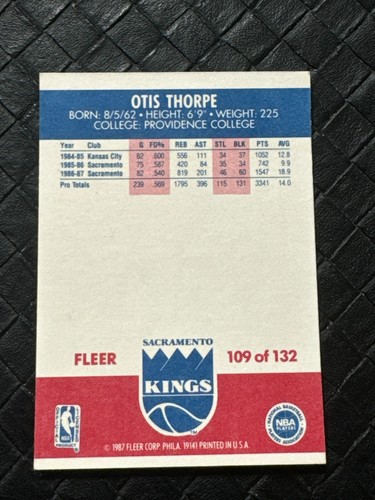 OTIS THORPE
BORN: 8/5/62 • HEIGHT: 6'9" • WEIGHT: 225
COLLEGE: PROVIDENCE COLLEGE
Year Club G FG% REB AST STL BLK PTS AVG
1984-85 Kansas City 82 .600 556 111 34 37 1052 12.8
1985-86 Sacramento 75 .587 420 84 35 34 742 9.9
1986-87 Sacramento 82 .540 819 201 46 60 1547 18.9
Pro Totals 239 .569 1795 396 115 131 3341 14.0
SACRAMENTO
FLEER
109 of 132
KINGS
TM
NBA
NBA
PLAYERS
© 1987 FLEER CORP. PHILA. 19141 PRINTED IN U.S.A.